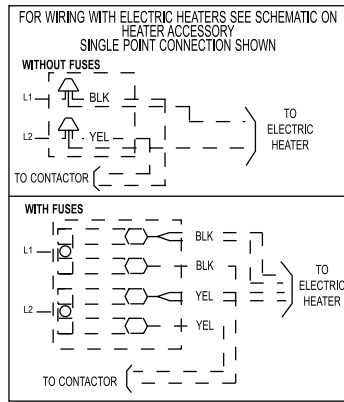 FOR WIRING WITH ELECTRIC HEATERS SEE SCHEMATIC ON
HEATER ACCESSORY
SINGLE POINT CONNECTION SHOWN
WITHOUT FUSES
L1
BLK
L2
YEL
TO
ELECTRIC
HEATER
TO CONTACTOR
WITH FUSES
BLK
L1
BLK
TO
ELECTRIC
HEATER
YEL
L2
YEL
TO CONTACTOR